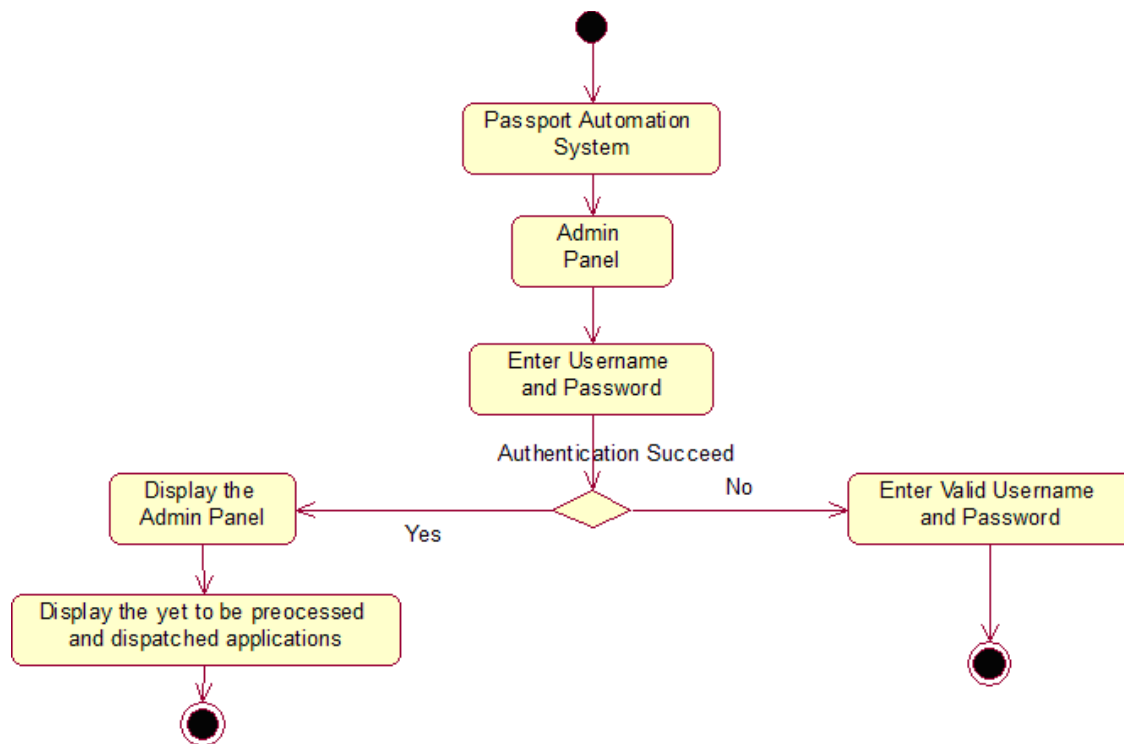 Passport Automation
System
Admin
Panel
Enter Username
and Password
Authentication Succeed
Display the
Admin Panel
Yes
No
Enter Valid Username
and Password
Display the yet to be preocessed
and dispatched applications